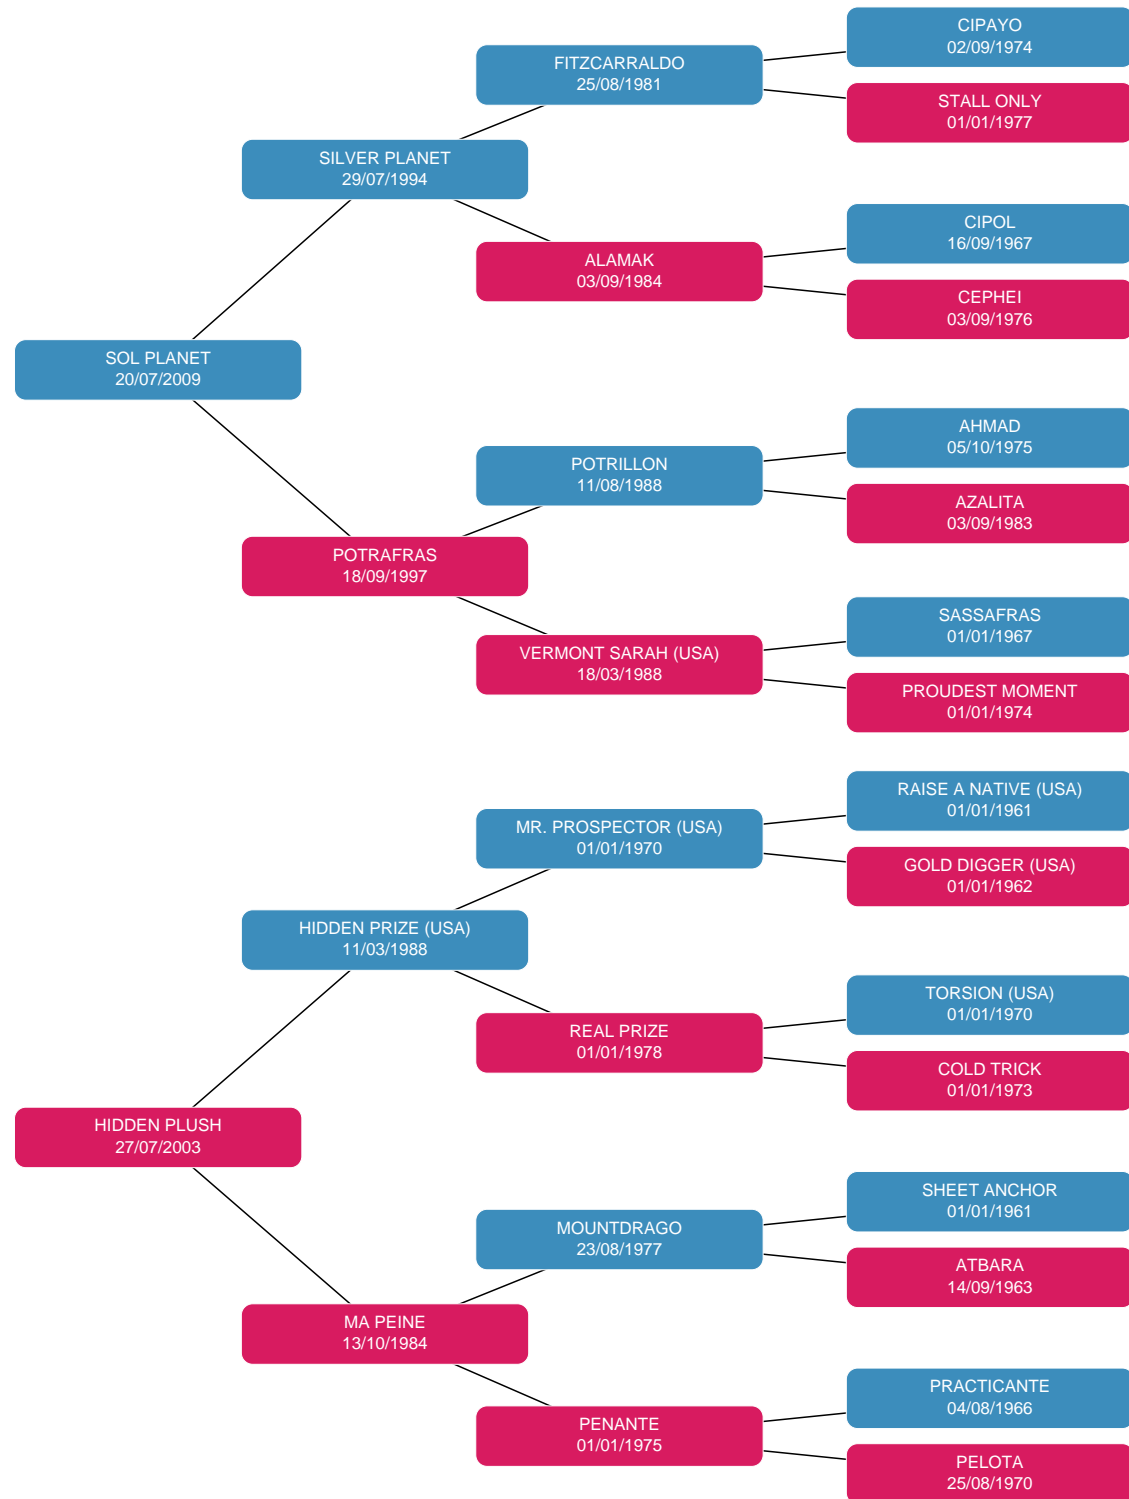 CIPAYO
02/09/1974
FITZCARRALDO
25/08/1981
STALL ONLY
01/01/1977
SILVER PLANET
29/07/1994
CIPOL
16/09/1967
ALAMAK
03/09/1984
CEPHEI
03/09/1976
SOL PLANET
20/07/2009
AHMAD
05/10/1975
POTRILLON
11/08/1988
AZALITA
03/09/1983
POTRAFRAS
18/09/1997
SASSAFRAS
01/01/1967
VERMONT SARAH (USA)
18/03/1988
PROUDEST MOMENT
01/01/1974
RAISE A NATIVE (USA)
01/01/1961
MR. PROSPECTOR (USA)
01/01/1970
GOLD DIGGER (USA)
01/01/1962
HIDDEN PRIZE (USA)
11/03/1988
TORSION (USA)
01/01/1970
REAL PRIZE
01/01/1978
COLD TRICK
01/01/1973
HIDDEN PLUSH
27/07/2003
SHEET ANCHOR
01/01/1961
MOUNTDRAGO
23/08/1977
ATBARA
14/09/1963
MA PEINE
13/10/1984
PRACTICANTE
04/08/1966
PENANTE
01/01/1975
PELOTA
25/08/1970